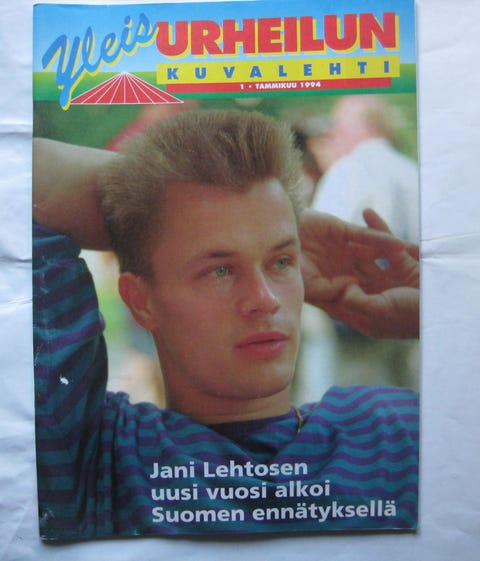 Yleis URHEILUN
KUVALEHTI
1 • TAMMIKUU 1994
Jani Lehtosen
uusi vuosi alkoi
Suomen ennätyksellä